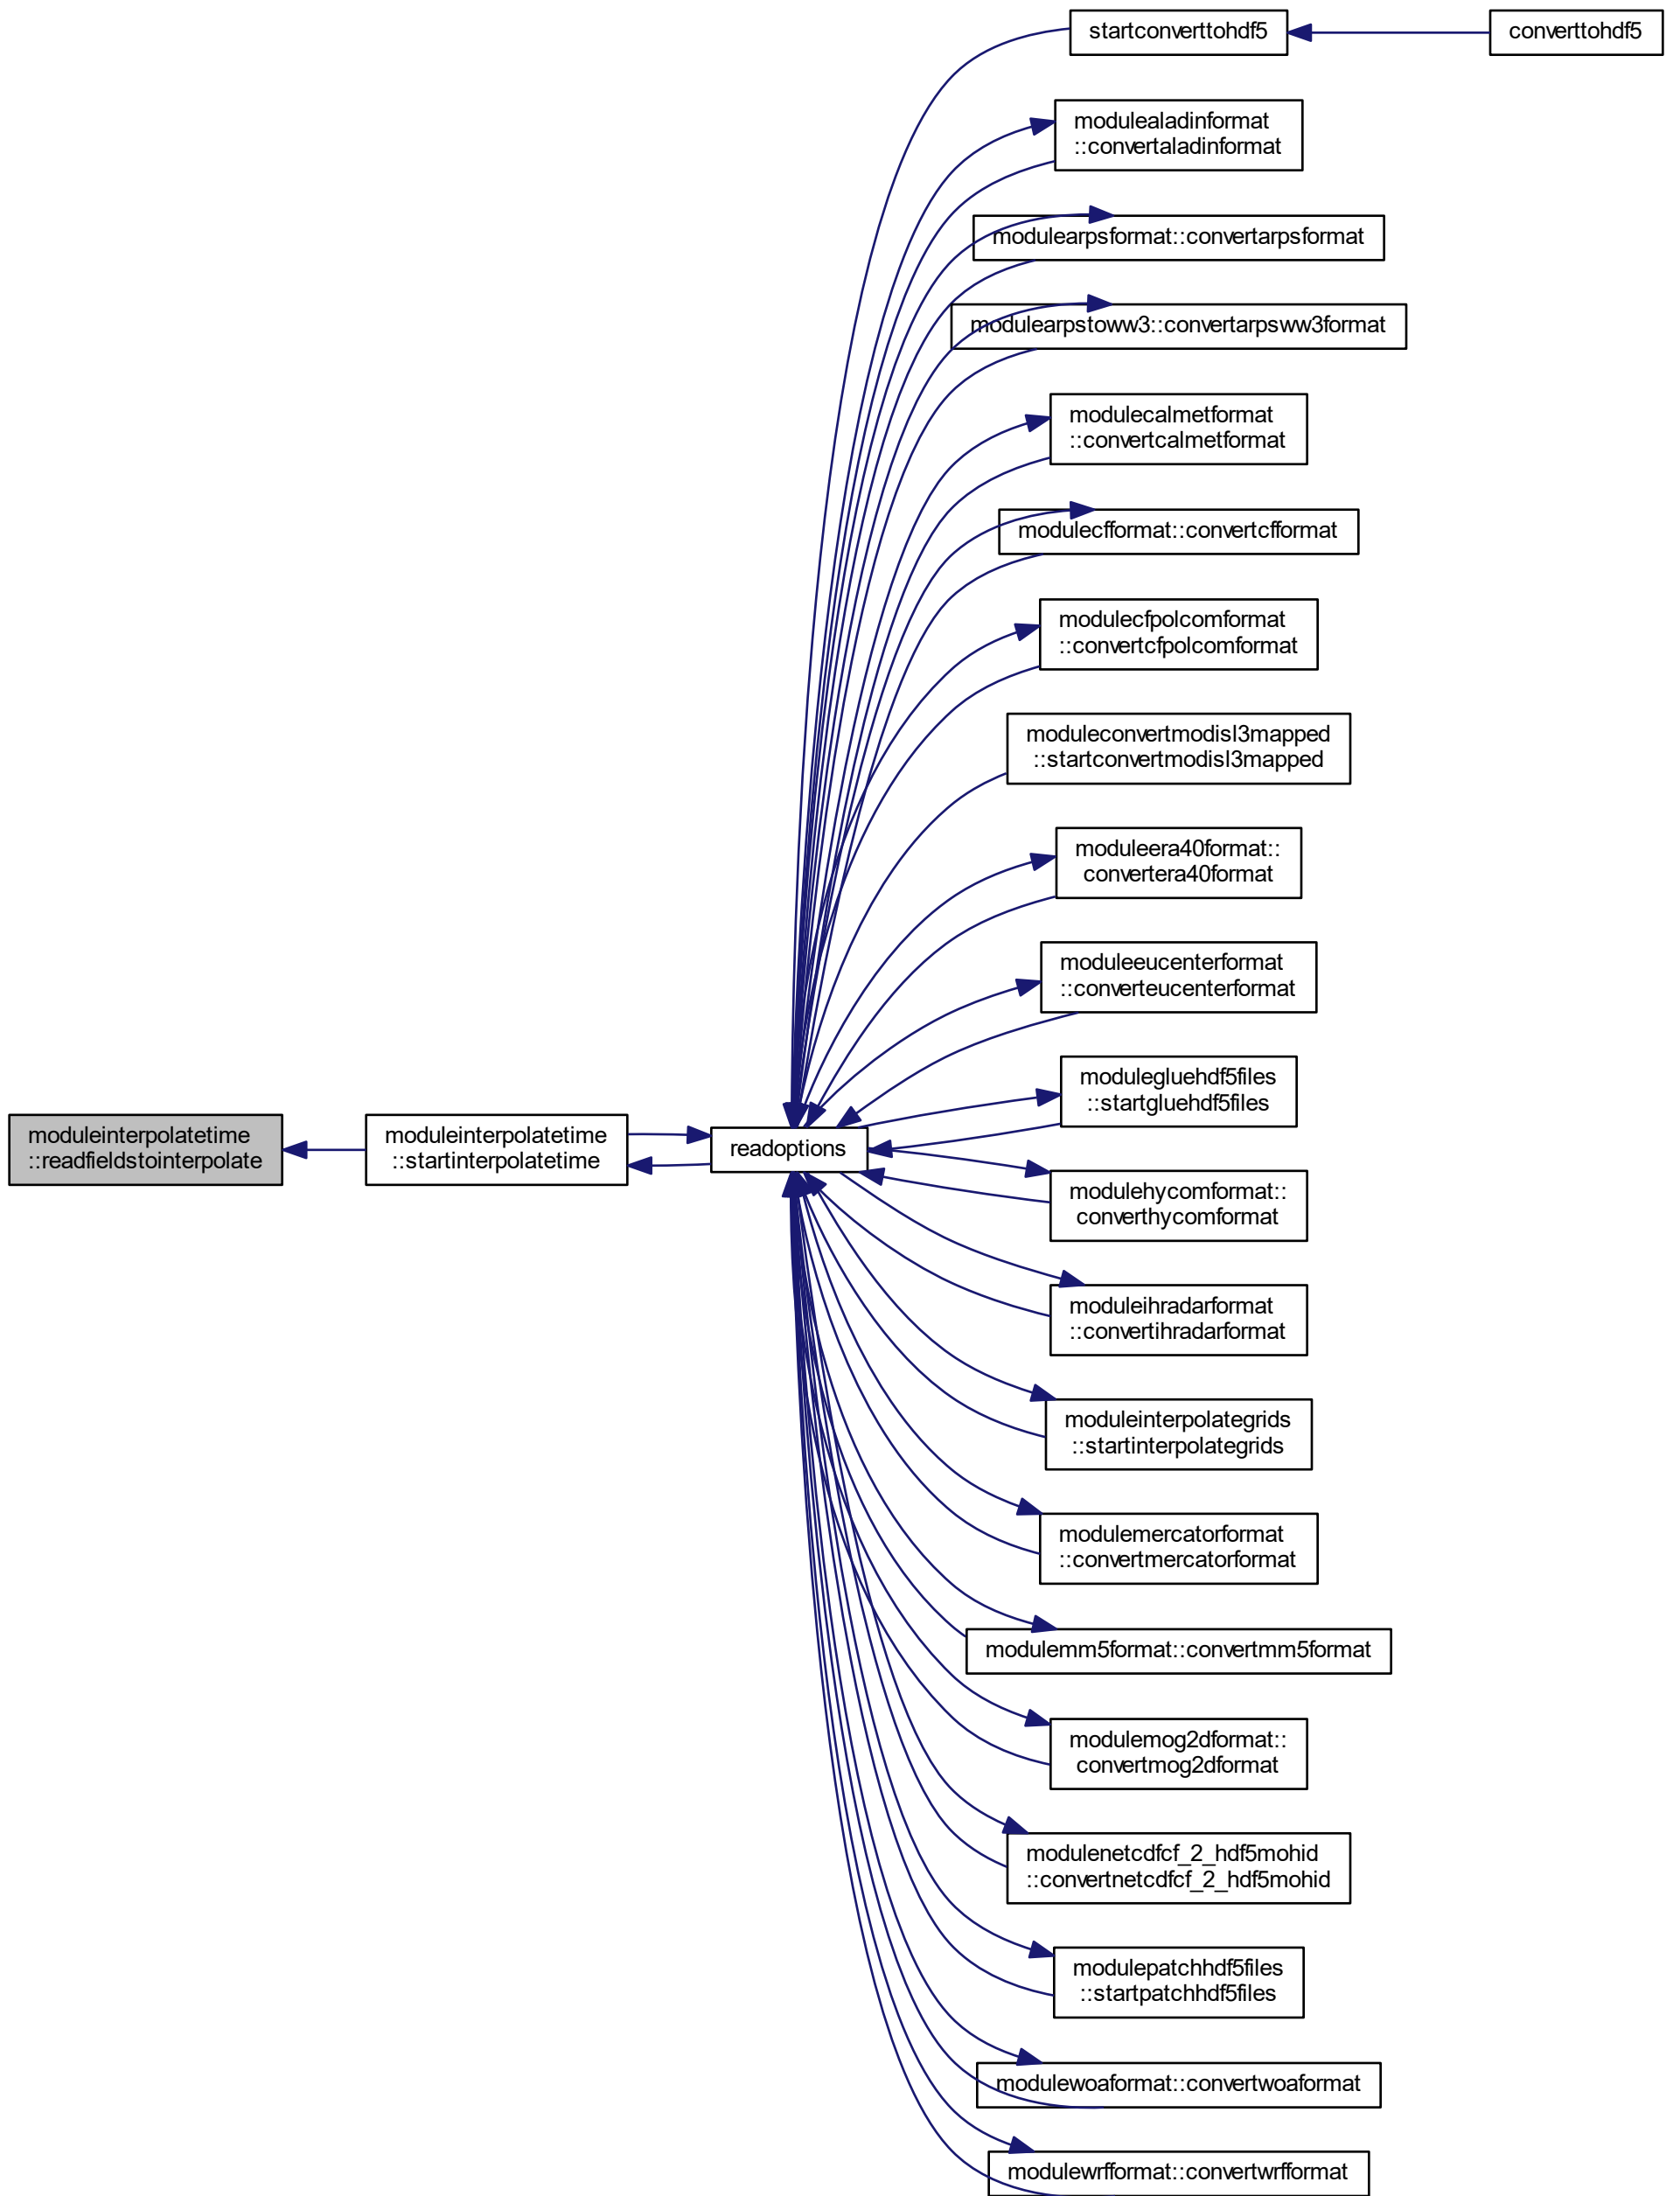 startconverttohdf5
converttohdf5
modulealadinformat
::convertaladinformat
modulearpsformat::convertarpsformat
modulearpstoww3::convertarpsww3format
modulecalmetformat
::convertcalmetformat
modulecfformat::convertcfformat
modulecfpolcomformat
::convertcfpolcomformat
moduleconvertmodisl3mapped
::startconvertmodisl3mapped
moduleera40format::
convertera40format
moduleeucenterformat
::converteucenterformat
modulegluehdf5files
::startgluehdf5files
moduleinterpolatetime
::readfieldstointerpolate
moduleinterpolatetime
::startinterpolatetime
readoptions
modulehycomformat::
converthycomformat
moduleihradarformat
::convertihradarformat
moduleinterpolategrids
::startinterpolategrids
modulemercatorformat
::convertmercatorformat
modulemm5format::convertmm5format
modulemog2dformat::
convertmog2dformat
modulenetcdfcf_2_hdf5mohid
::convertnetcdfcf_2_hdf5mohid
modulepatchhdf5files
::startpatchhdf5files
modulewoaformat::convertwoaformat
modulewrfformat::convertwrfformat